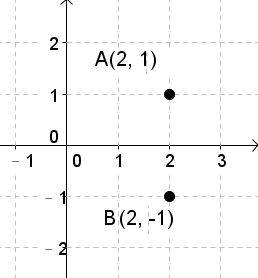 2
A(2, 1)
1
0
– 1 0 1 2 3
– 1
B(2, -1)
– 2